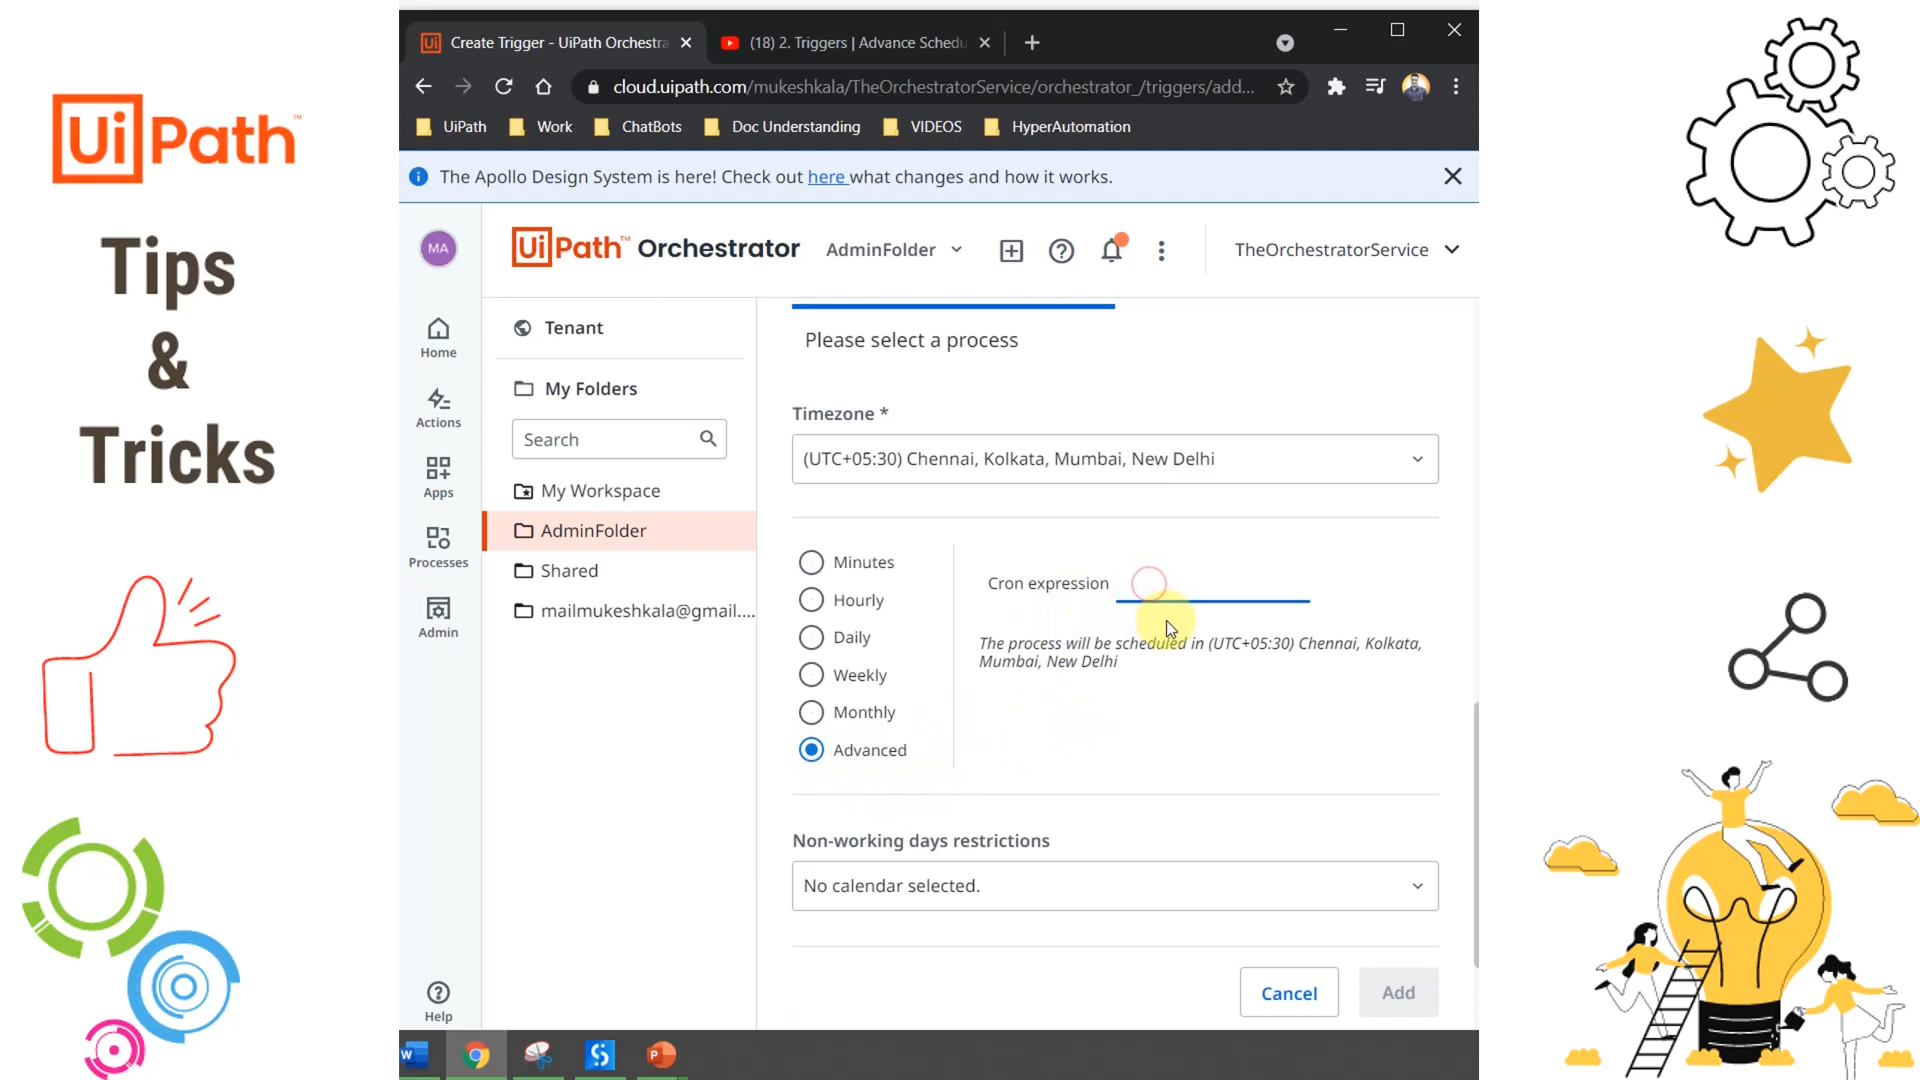 UiPath™
Tips
&
Tricks
Create Trigger - UiPath Orchestra
(18) 2. Triggers | Advance Schedu
cloud.uipath.com/mukeshkala/TheOrchestratorService/orchestrator_/triggers/add...
UiPath
Work
ChatBots
Doc Understanding
VIDEOS
HyperAutomation
The Apollo Design System is here! Check out here what changes and how it works.
MA
UiPath™ Orchestrator
AdminFolder
TheOrchestratorService
Home
Actions
Apps
Processes
Admin
Help
Tenant
My Folders
Search
My Workspace
AdminFolder
Shared
mailmukeshkala@gmail....
Please select a process
Timezone *
(UTC+05:30) Chennai, Kolkata, Mumbai, New Delhi
Minutes
Hourly
Daily
Weekly
Monthly
Advanced
Cron expression
The process will be scheduled in (UTC+05:30) Chennai, Kolkata,
Mumbai, New Delhi
Non-working days restrictions
No calendar selected.
Cancel
Add